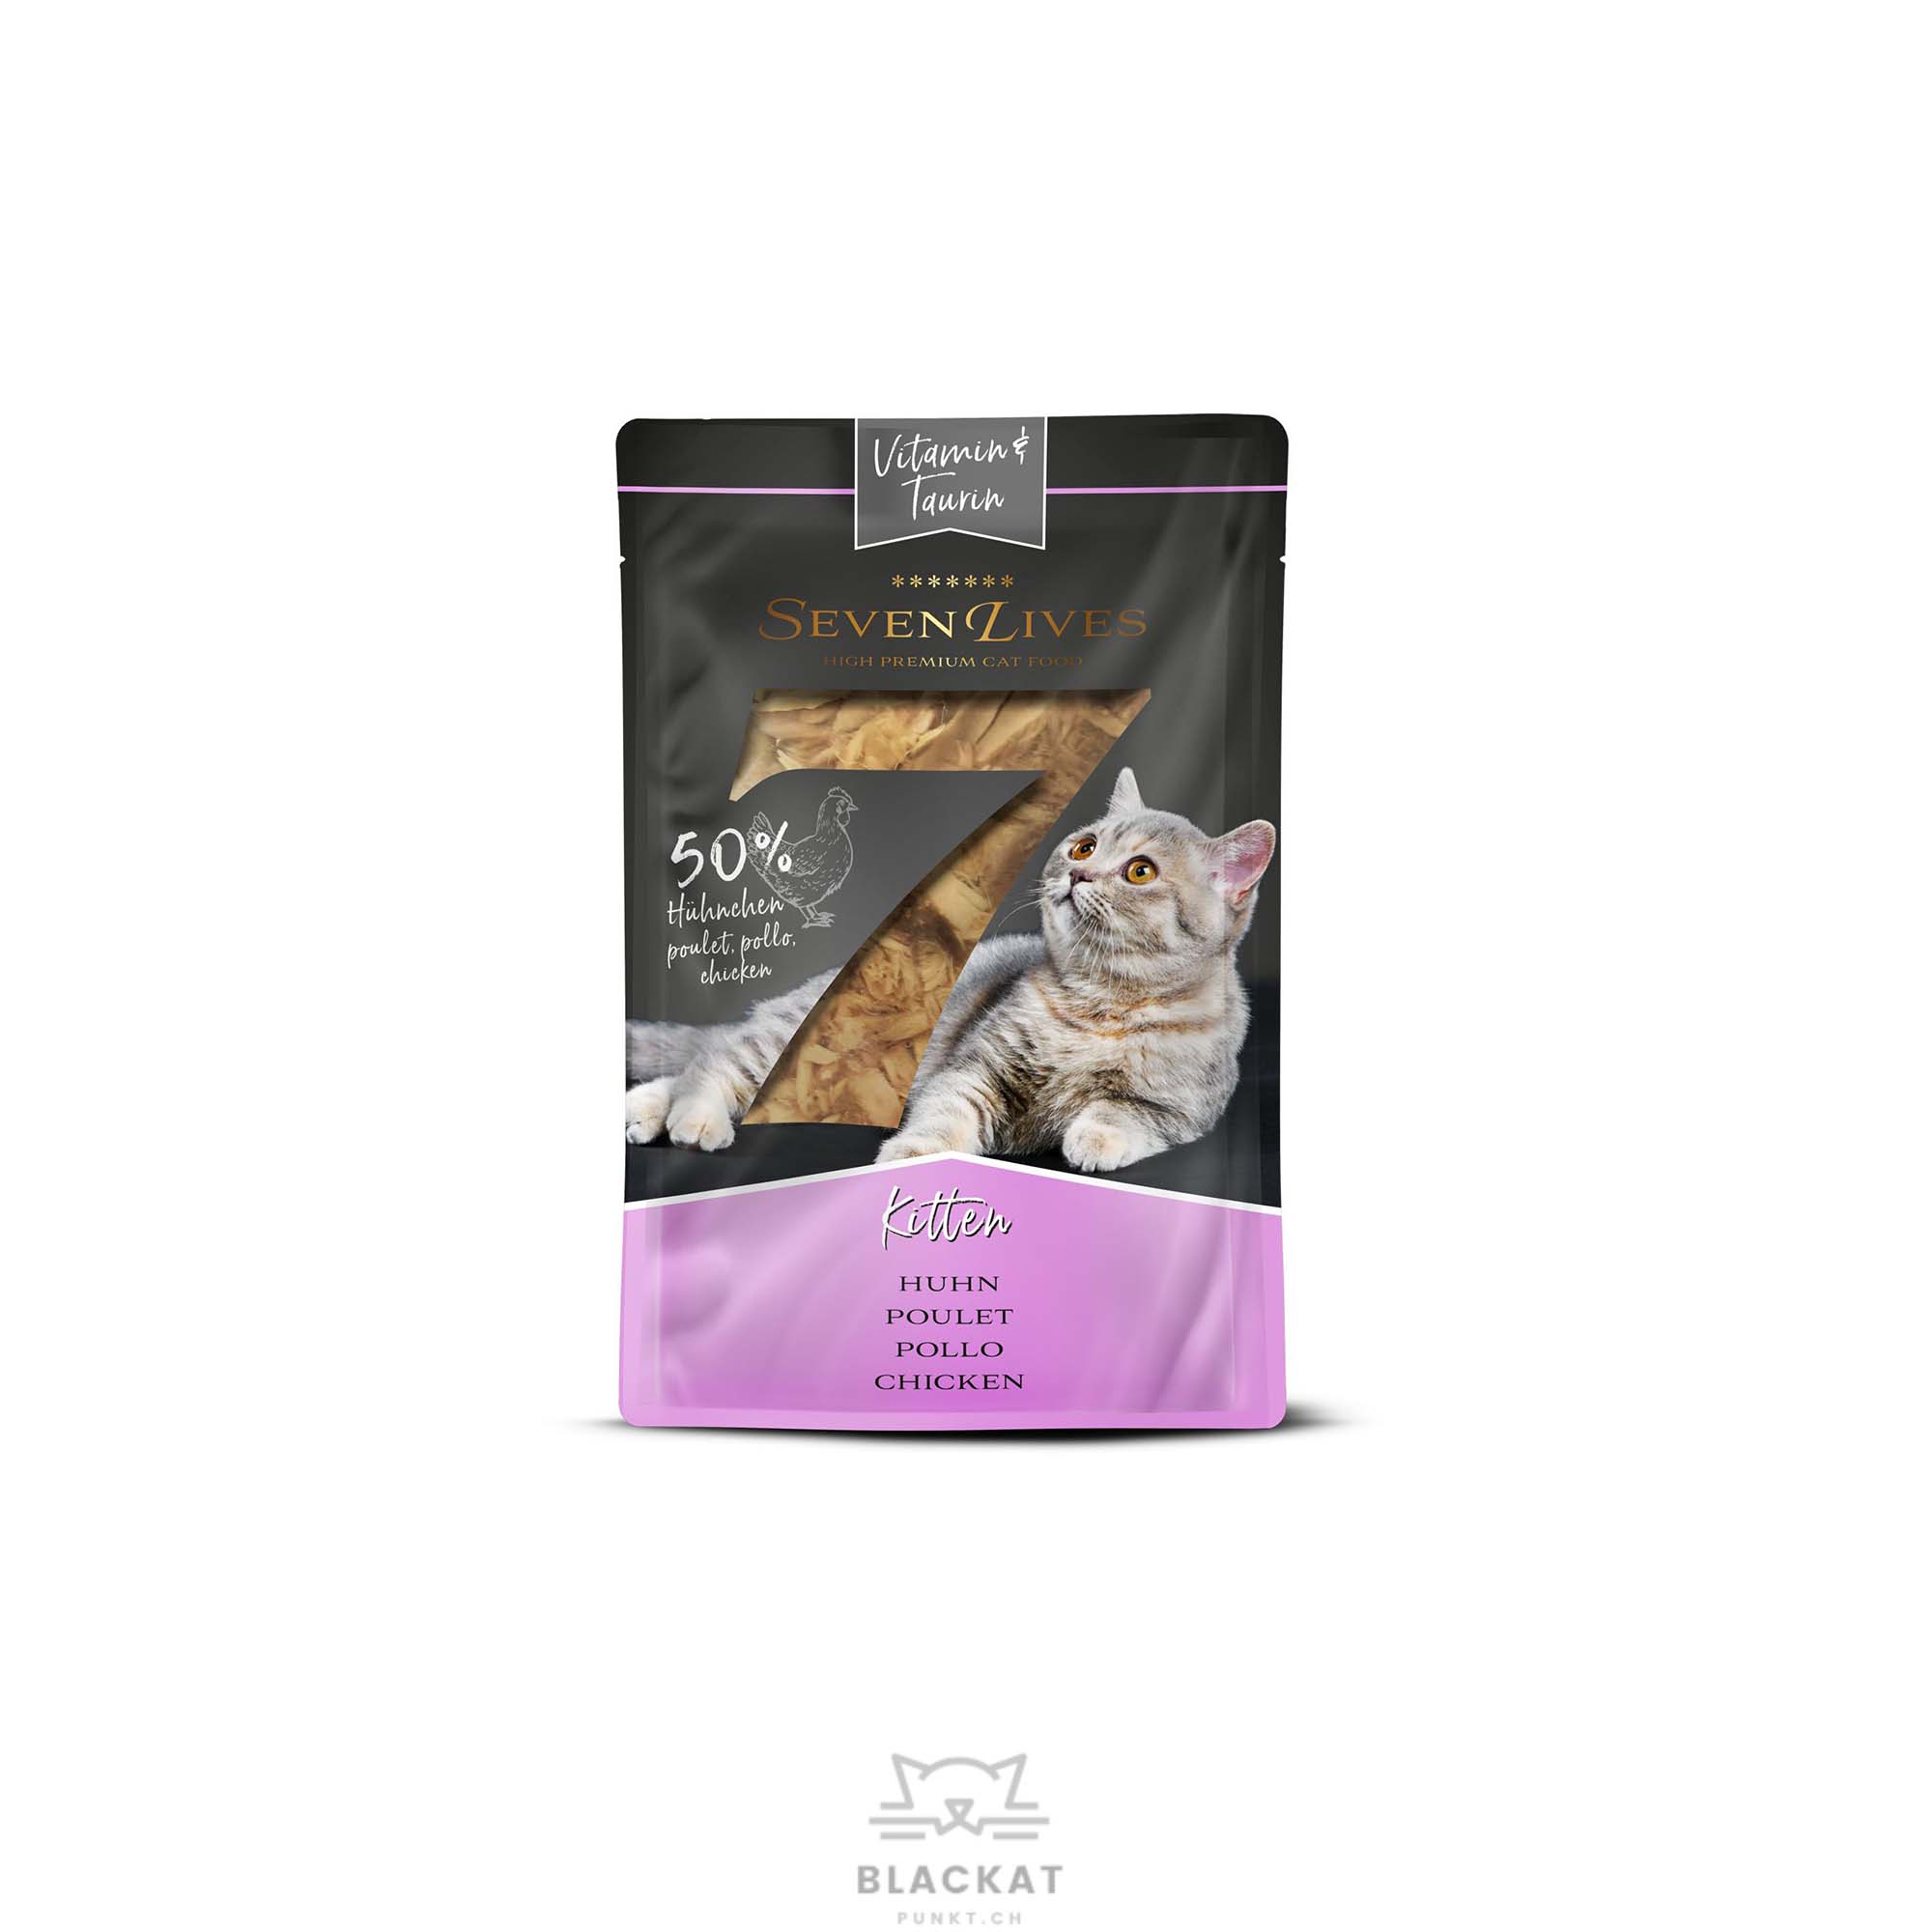 Vitamin &
Taurin
*******
SEVEN LIVES
HIGH PREMIUM CAT FOOD
7
50%
Hühnchen
poulet, pollo,
chicken
Kitten
HUHN
POULET
POLLO
CHICKEN
BLACKAT
PUNKT.CH